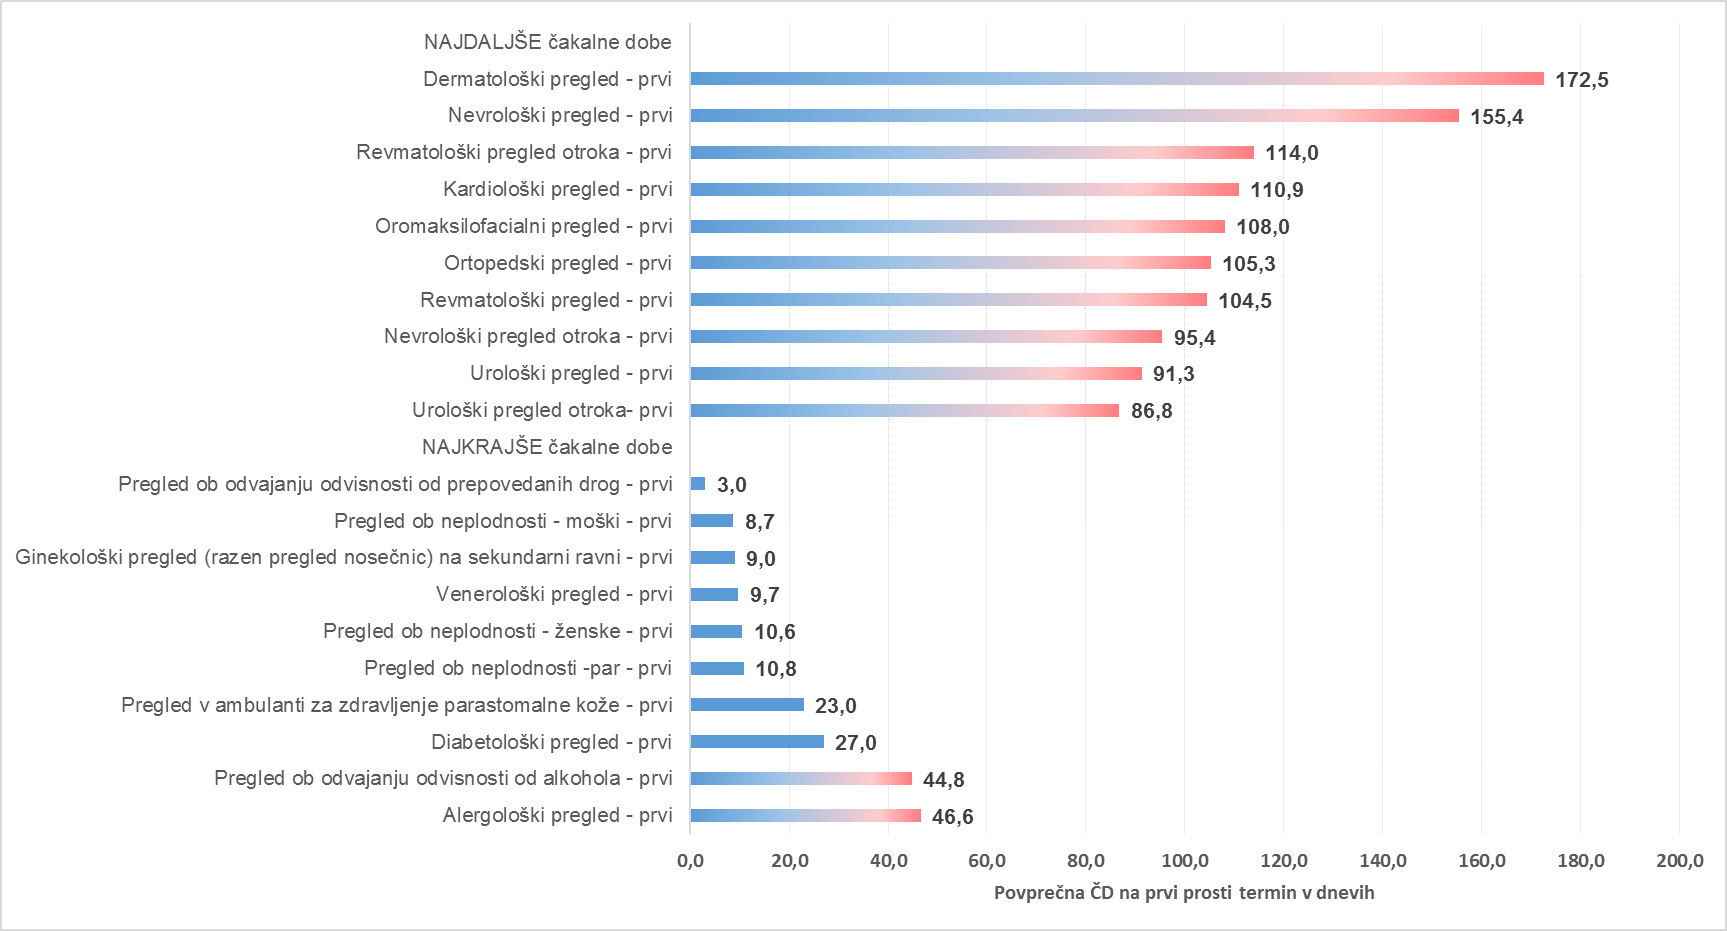 NAJDALJŠE čakalne dobe
Dermatološki pregled - prvi 172,5
Nevrološki pregled - prvi 155,4
Revmatološki pregled otroka - prvi 114,0
Kardiološki pregled - prvi 110,9
Oromaksilofacialni pregled - prvi 108,0
Ortopedski pregled - prvi 105,3
Revmatološki pregled - prvi 104,5
Nevrološki pregled otroka - prvi 95,4
Urološki pregled - prvi 91,3
Urološki pregled otroka- prvi 86,8
NAJKRAJŠE čakalne dobe
Pregled ob odvajanju odvisnosti od prepovedanih drog - prvi 3,0
Pregled ob neplodnosti - moški - prvi 8,7
Ginekološki pregled (razen pregled nosečnic) na sekundarni ravni - prvi 9,0
Venerološki pregled - prvi 9,7
Pregled ob neplodnosti - ženske - prvi 10,6
Pregled ob neplodnosti -par - prvi 10,8
Pregled v ambulanti za zdravljenje parastomalne kože - prvi 23,0
Diabetološki pregled - prvi 27,0
Pregled ob odvajanju odvisnosti od alkohola - prvi 44,8
Alergološki pregled - prvi 46,6
0,0 20,0 40,0 60,0 80,0 100,0 120,0 140,0 160,0 180,0 200,0
Povprečna ČD na prvi prosti termin v dnevih